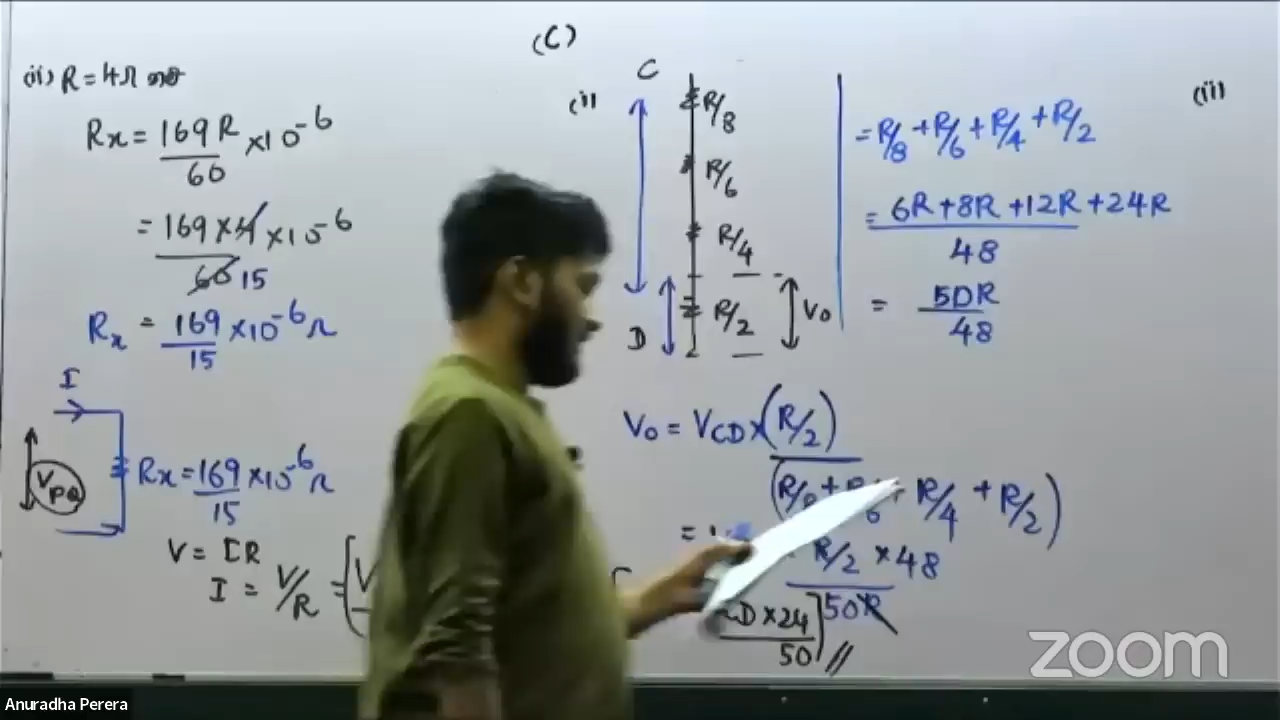 (C)
(ii) R = 4Ω
Rx = 169R/60 ×10⁻⁶
= 169×4/60 ×10⁻⁶
15
Rx = 169/15 ×10⁻⁶ Ω
I
VPQ
Rx = 169/15 ×10⁻⁶ Ω
V = IR
I = V/R = [V
(i)
C
R/8
R/6
R/4
R/2
D
V₀
V₀ = VCD × (R/2)
+ R/4 + R/2)
=
R/2 × 48
50R
D × 24
50]//
= R/8 + R/6 + R/4 + R/2
= 6R + 8R + 12R + 24R
48
= 50R
48
(ii)
zoom
Anuradha Perera